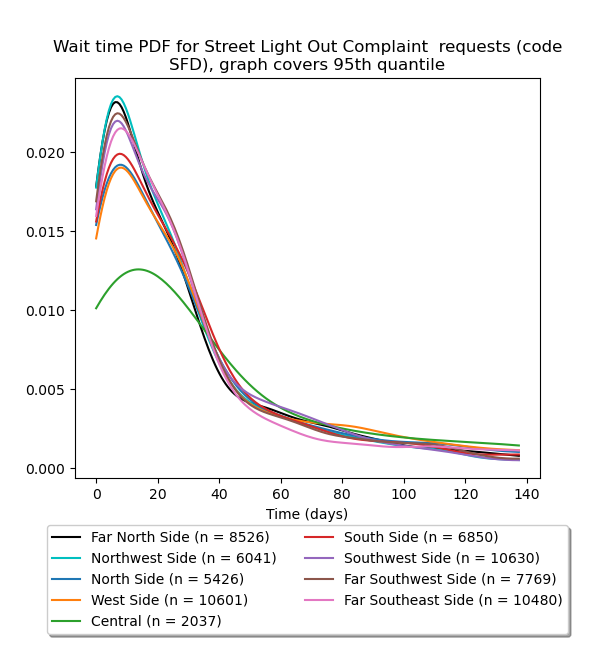 Wait time PDF for Street Light Out Complaint  requests (code
SFD), graph covers 95th quantile
0.020
0.015
0.010
0.005
0.000
0 20 40 60 80 100 120 140
Time (days)
Far North Side (n = 8526)
Northwest Side (n = 6041)
North Side (n = 5426)
West Side (n = 10601)
Central (n = 2037)
South Side (n = 6850)
Southwest Side (n = 10630)
Far Southwest Side (n = 7769)
Far Southeast Side (n = 10480)